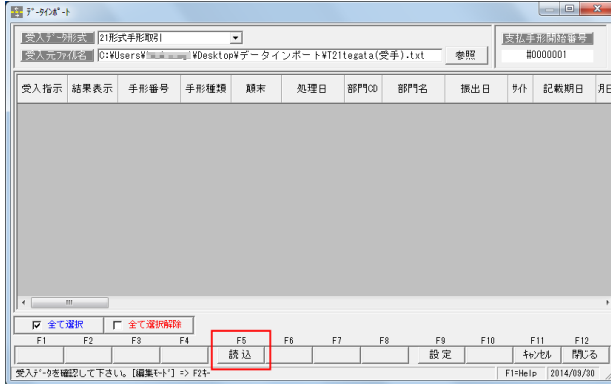 ﾃﾞｰﾀｲﾝﾎﾟｰﾄ
受入ﾃﾞｰﾀ形式 21形式手形取引 支払手形開始番号
受入元ﾌｧｲﾙ名 C:¥Users¥ ¥Desktop¥データインポート¥T21tegata(受手).txt 参照 #0000001
受入指示 結果表示 手形番号 手形種類 顛末 処理日 部門CD 部門名 振出日 ｻｲﾄ 記載期日
全て選択 全て選択解除
F1 F2 F3 F4 F5 F6 F7 F8 F9 F10 F11 F12
読込 設定 ｷｬﾝｾﾙ 閉じる
受入ﾃﾞｰﾀを確認して下さい。[編集ﾓｰﾄﾞ] => F2ｷｰ F1=Help 2014/09/30